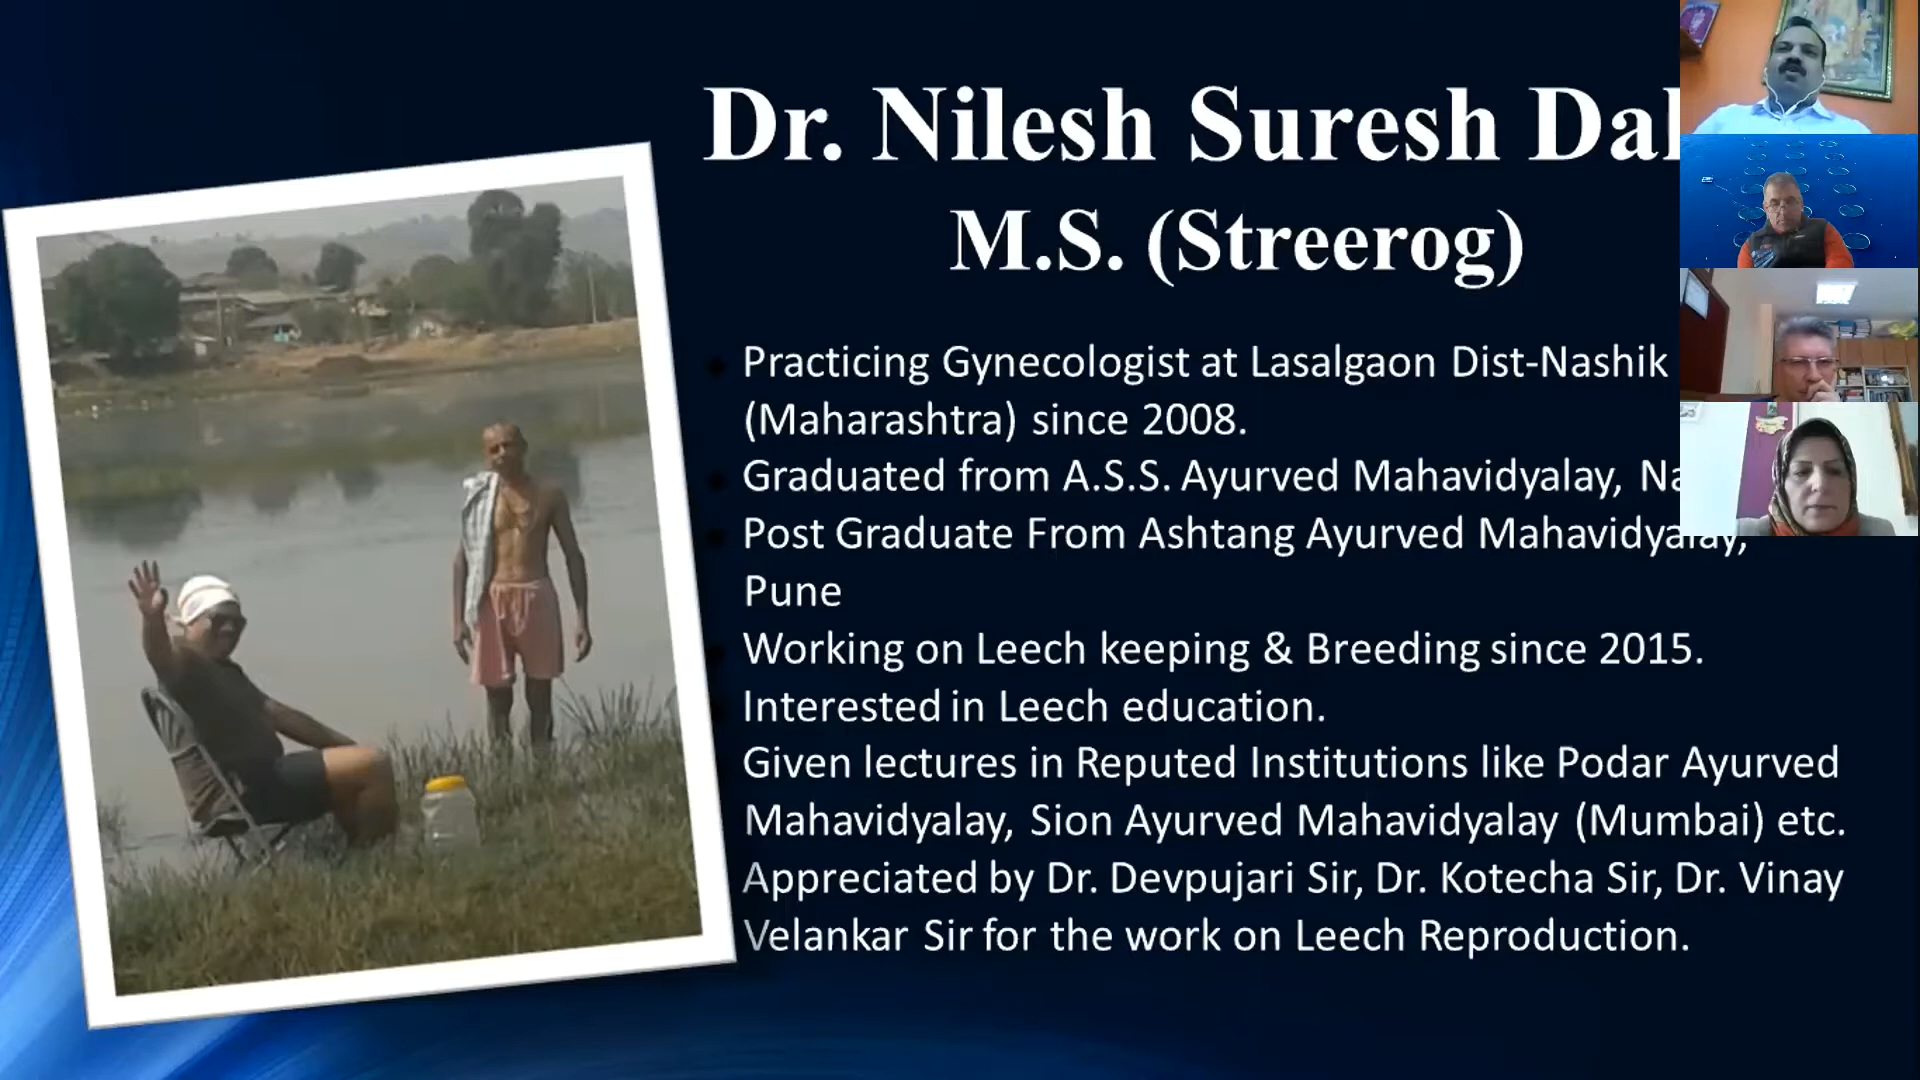 Dr. Nilesh Suresh
M.S. (Streerog)
Practicing Gynecologist at Lasalgaon Dist-Nashik
(Maharashtra) since 2008.
Graduated from A.S.S. Ayurved Mahavidyalay,
Post Graduate From Ashtang Ayurved Mahavidyalay,
Pune
Working on Leech keeping & Breeding since 2015.
Interested in Leech education.
Given lectures in Reputed Institutions like Podar Ayurved
Mahavidyalay, Sion Ayurved Mahavidyalay (Mumbai) etc.
Appreciated by Dr. Devpujari Sir, Dr. Kotecha Sir, Dr. Vinay
Velankar Sir for the work on Leech Reproduction.